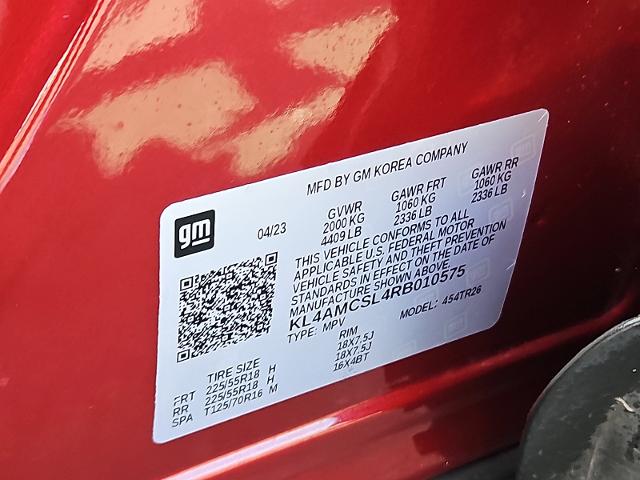 MFD BY GM KOREA COMPANY
gm
04/23
GVWR
2000 KG
4409 LB
GAWR FRT
1060 KG
2336 LB
GAWR RR
1060 KG
2336 LB
THIS VEHICLE CONFORMS TO ALL
APPLICABLE U.S. FEDERAL MOTOR
VEHICLE SAFETY AND THEFT PREVENTION
STANDARDS IN EFFECT ON THE DATE OF
MANUFACTURE SHOWN ABOVE.
KL4AMCSL4RB010575
TYPE: MPV
MODEL: 454TR26
TIRE SIZE
RIM
FRT 225/55R18 H 18X7.5J
RR 225/55R18 H 18X7.5J
SPA T125/70R16 M 16X4BT